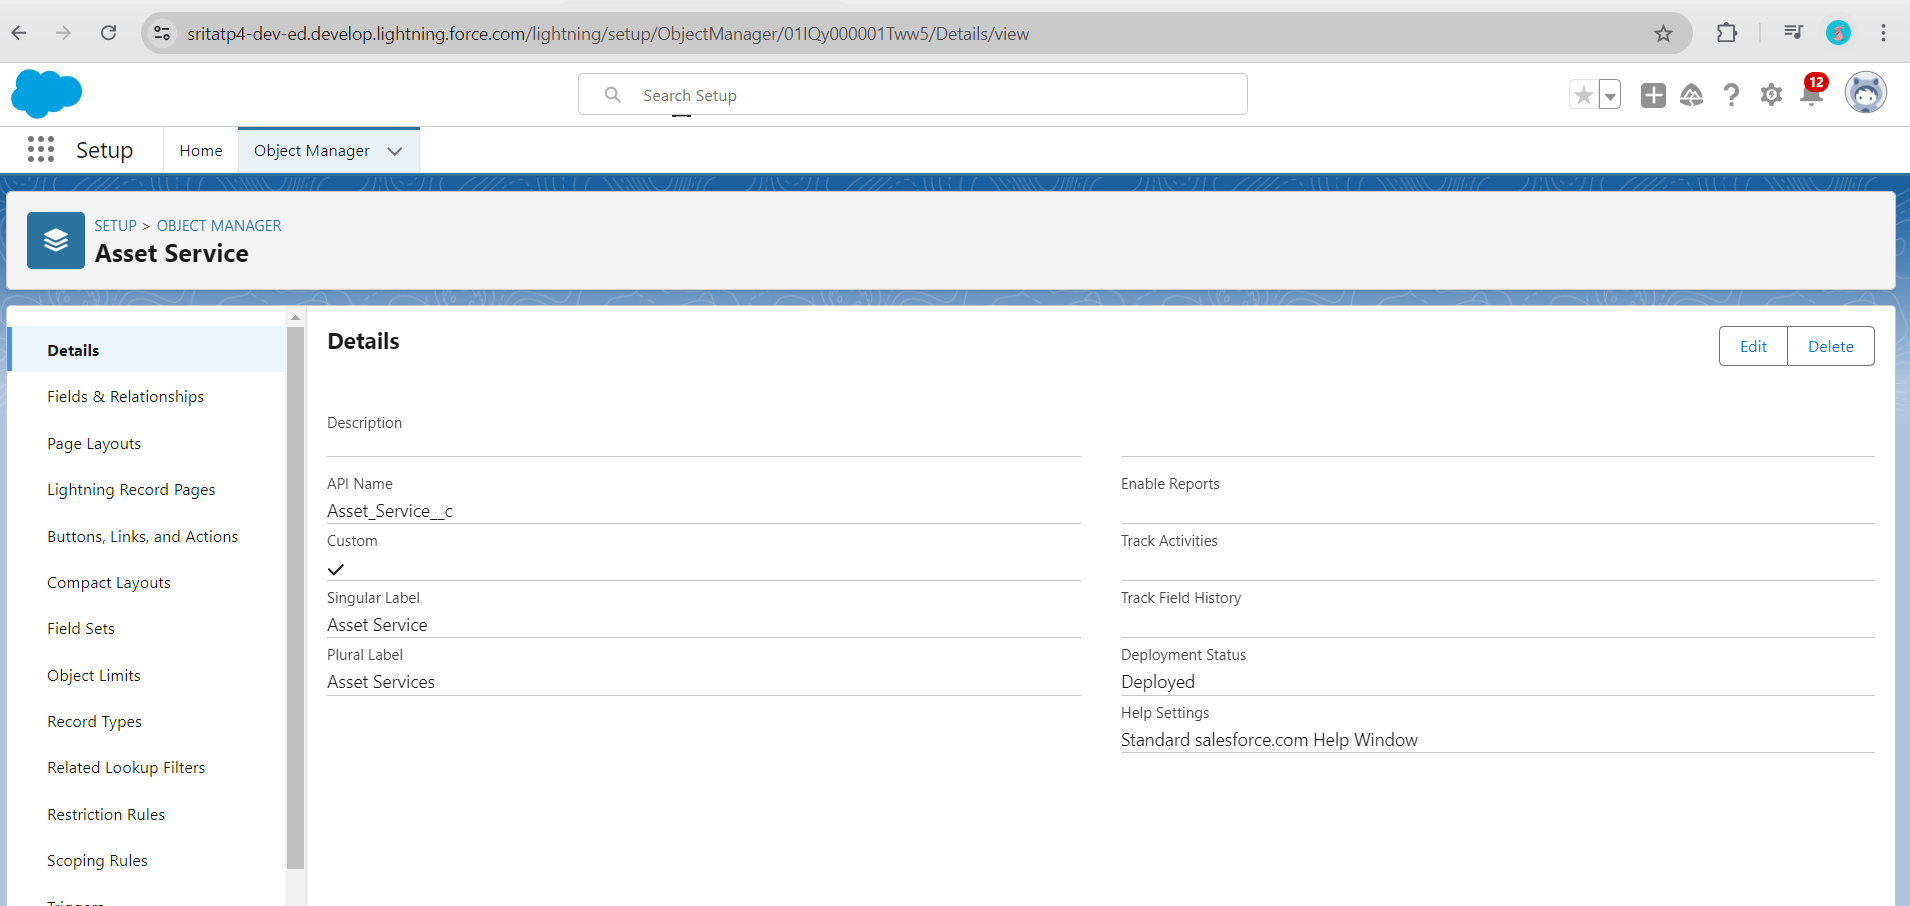 sritatp4-dev-ed.develop.lightning.force.com/lightning/setup/ObjectManager/01IQy000001Tww5/Details/view
Search Setup
12
Setup
Home
Object Manager
SETUP > OBJECT MANAGER
Asset Service
Details
Fields & Relationships
Page Layouts
Lightning Record Pages
Buttons, Links, and Actions
Compact Layouts
Field Sets
Object Limits
Record Types
Related Lookup Filters
Restriction Rules
Scoping Rules
Triggers
Details
Edit
Delete
Description
API Name
Asset_Service__c
Custom
Singular Label
Asset Service
Plural Label
Asset Services
Enable Reports
Track Activities
Track Field History
Deployment Status
Deployed
Help Settings
Standard salesforce.com Help Window